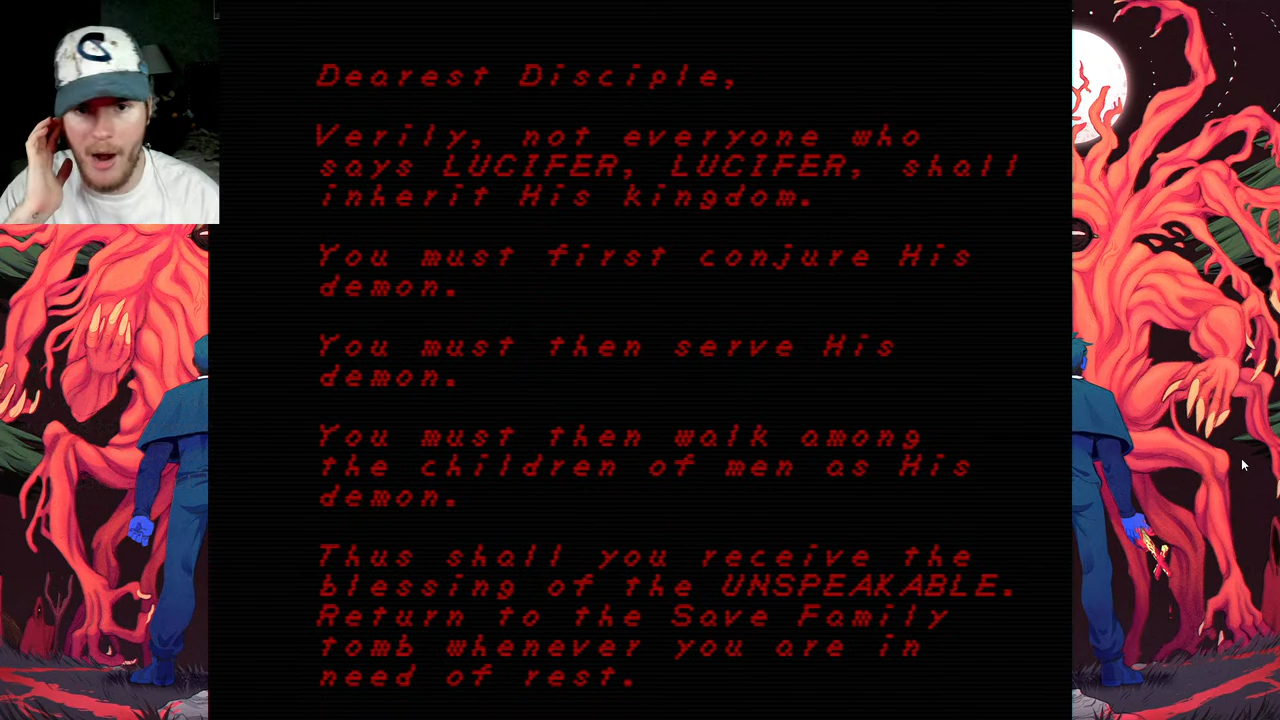 Dearest Disciple,
Verily, not everyone who
says LUCIFER, LUCIFER, shall
inherit His kingdom.
You must first conjure His
demon.
You must then serve His
demon.
You must then walk among
the children of men as His
demon.
Thus shall you receive the
blessing of the UNSPEAKABLE.
Return to the Save Family
tomb whenever you are in
need of rest.